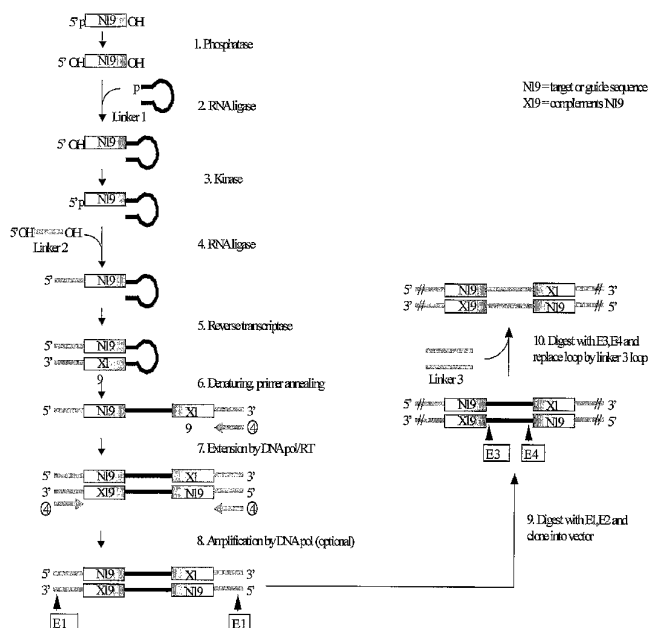 5'p N19 OH
1. Phosphatase
5' OH N19 OH
p
Linker 1
2. RNAligase
5' OH N19
3. Kinase
5'p N19
5'OH OH
Linker 2
4. RNAligase
5' N19
5. Reverse transcriptase
5' N19
3' X1
9
6. Denaturing, primer annealing
5' N19 X1 3'
9 4
7. Extension by DNA pol/RT
5' N19 X1 3'
3' X19 N19 5'
4 4
8. Amplification by DNA pol (optional)
5' N19 X1 3'
3' X19 N19 5'
E1 E1
N19 = target or guide sequence
X19 = complements N19
5' N19 X1 3'
3' X19 N19 5'
10. Digest with E3,E4 and
replace loop by linker 3 loop
Linker 3
5' N19 X1 3'
3' X19 N19 5'
E3 E4
9. Digest with E1,E2 and
clone into vector